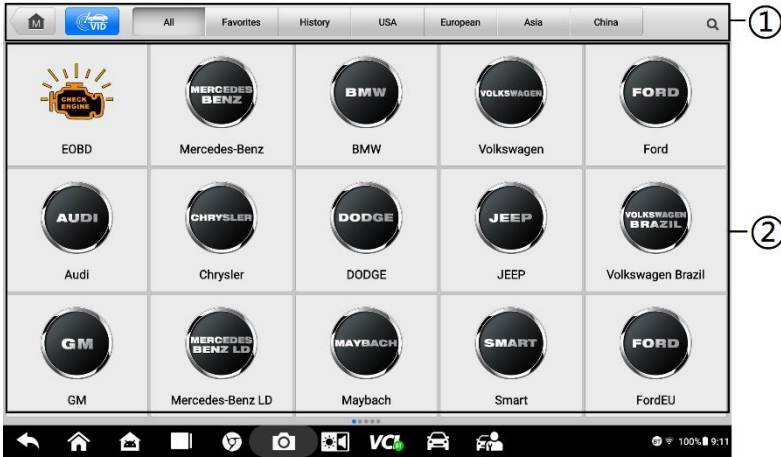 M VID All Favorites History USA European Asia China ①
CHECK
ENGINE
MERCEDES
BENZ
BMW
VOLKSWAGEN
FORD
EOBD Mercedes-Benz BMW Volkswagen Ford
AUDI
CHRYSLER
DODGE
JEEP
VOLKSWAGEN
BRAZIL
②
Audi Chrysler DODGE JEEP Volkswagen Brazil
GM
MERCEDES
BENZ LD
MAYBACH
SMART
FORD
GM Mercedes-Benz LD Maybach Smart FordEU
VCI 100% 9:11